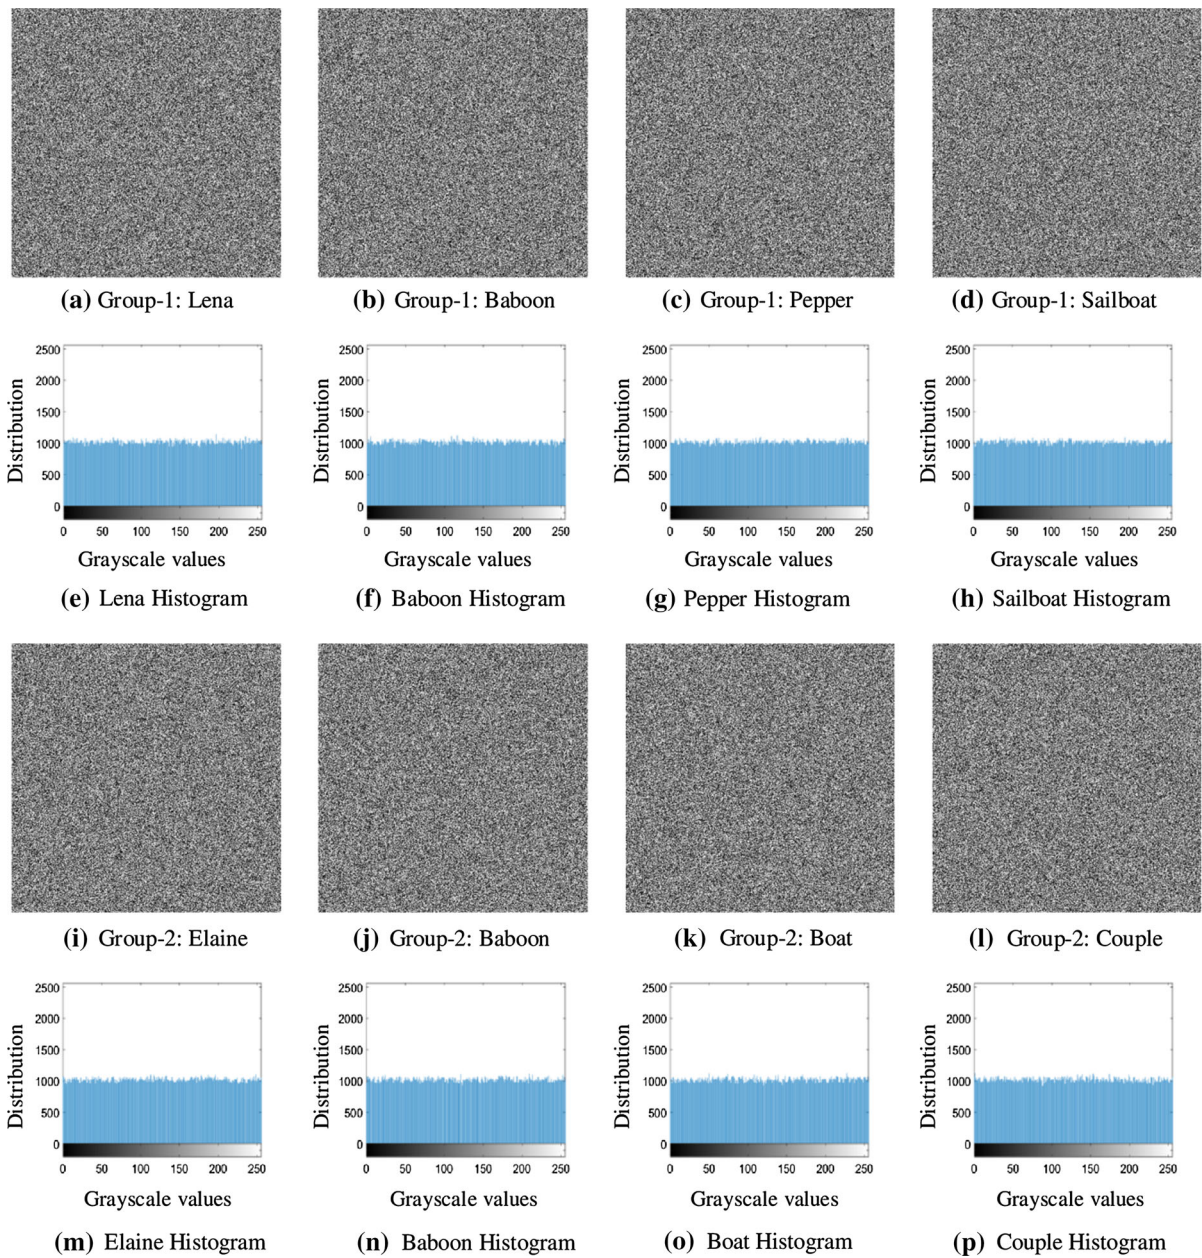 (a) Group-1: Lena
(b) Group-1: Baboon
(c) Group-1: Pepper
(d) Group-1: Sailboat
Distribution
2500
2000
1500
1000
500
0
0 50 100 150 200 250
Grayscale values
(e) Lena Histogram
Distribution
2500
2000
1500
1000
500
0
0 50 100 150 200 250
Grayscale values
(f) Baboon Histogram
Distribution
2500
2000
1500
1000
500
0
0 50 100 150 200 250
Grayscale values
(g) Pepper Histogram
Distribution
2500
2000
1500
1000
500
0
0 50 100 150 200 250
Grayscale values
(h) Sailboat Histogram
(i) Group-2: Elaine
(j) Group-2: Baboon
(k) Group-2: Boat
(l) Group-2: Couple
Distribution
2500
2000
1500
1000
500
0
0 50 100 150 200 250
Grayscale values
(m) Elaine Histogram
Distribution
2500
2000
1500
1000
500
0
0 50 100 150 200 250
Grayscale values
(n) Baboon Histogram
Distribution
2500
2000
1500
1000
500
0
0 50 100 150 200 250
Grayscale values
(o) Boat Histogram
Distribution
2500
2000
1500
1000
500
0
0 50 100 150 200 250
Grayscale values
(p) Couple Histogram